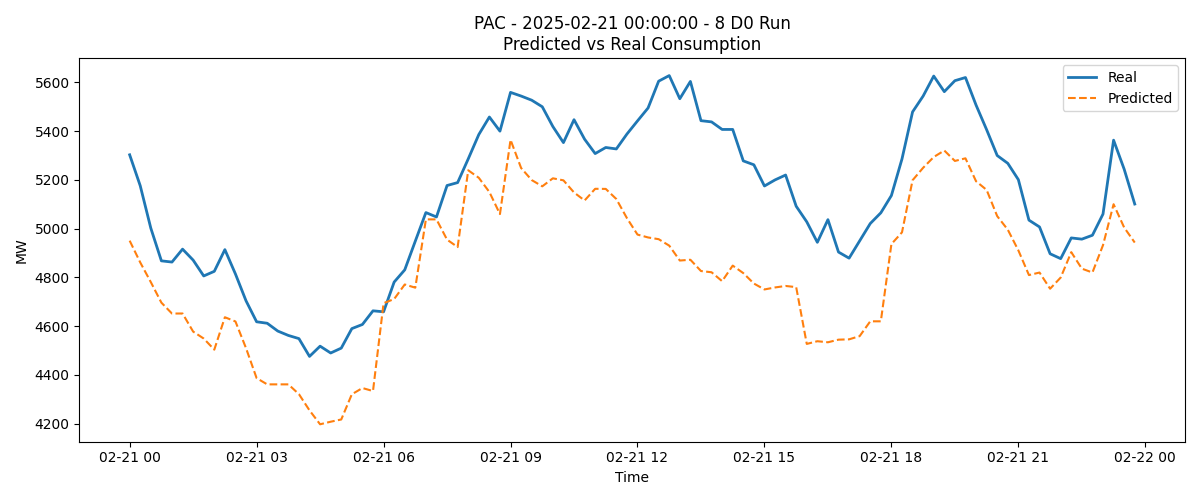 PAC - 2025-02-21 00:00:00 - 8 D0 Run
Predicted vs Real Consumption
Real
Predicted
5600
5400
5200
5000
4800
4600
4400
4200
MW
02-21 00
02-21 03
02-21 06
02-21 09
02-21 12
02-21 15
02-21 18
02-21 21
02-22 00
Time